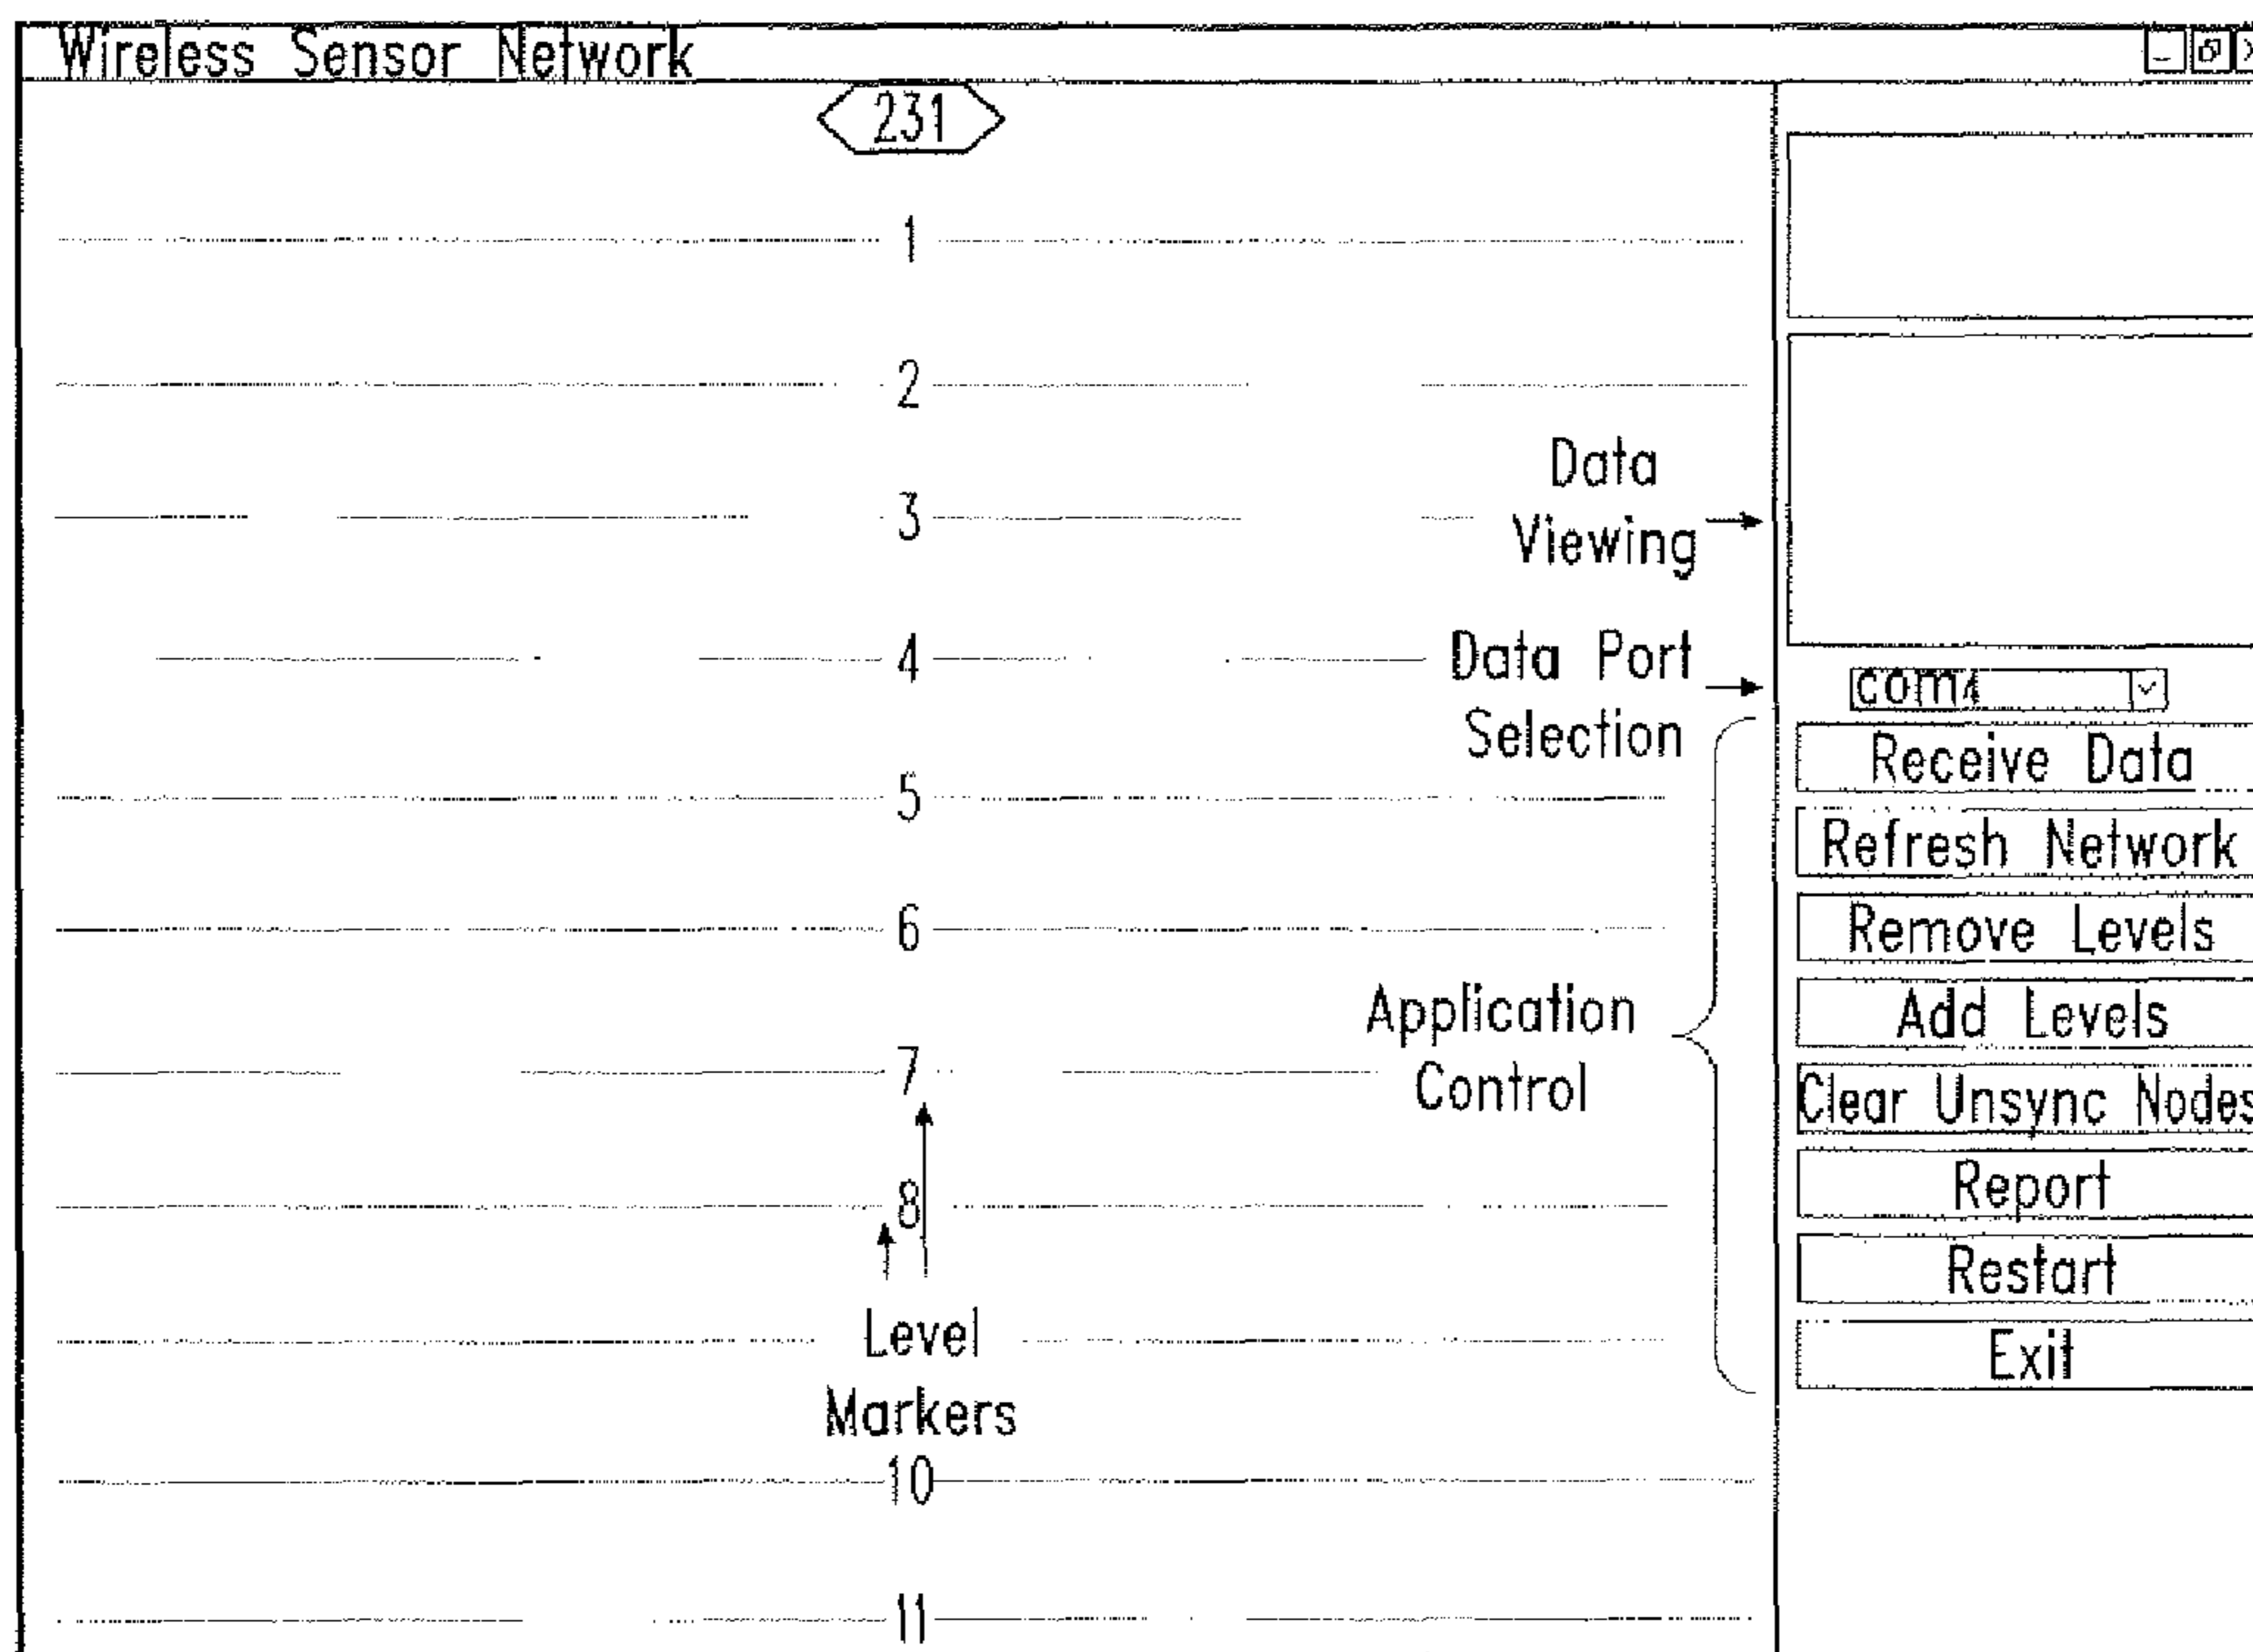 Wireless Sensor Network
231
1
2
3
4
5
6
7
8
10
11
Level
Markers
Data
Viewing
Data Port
Selection
Application
Control
Receive Data
Refresh Network
Remove Levels
Add Levels
Clear Unsync Nodes
Report
Restart
Exit